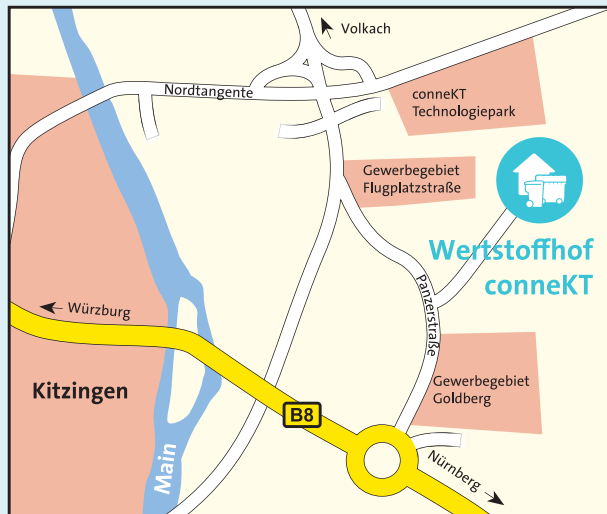 Volkach
Nordtangente
conneKT
Technologiepark
Gewerbegebiet
Flugplatzstraße
Wertstoffhof
conneKT
Panzerstraße
Würzburg
Kitzingen
Gewerbegebiet
Goldberg
B8
Main
Nürnberg